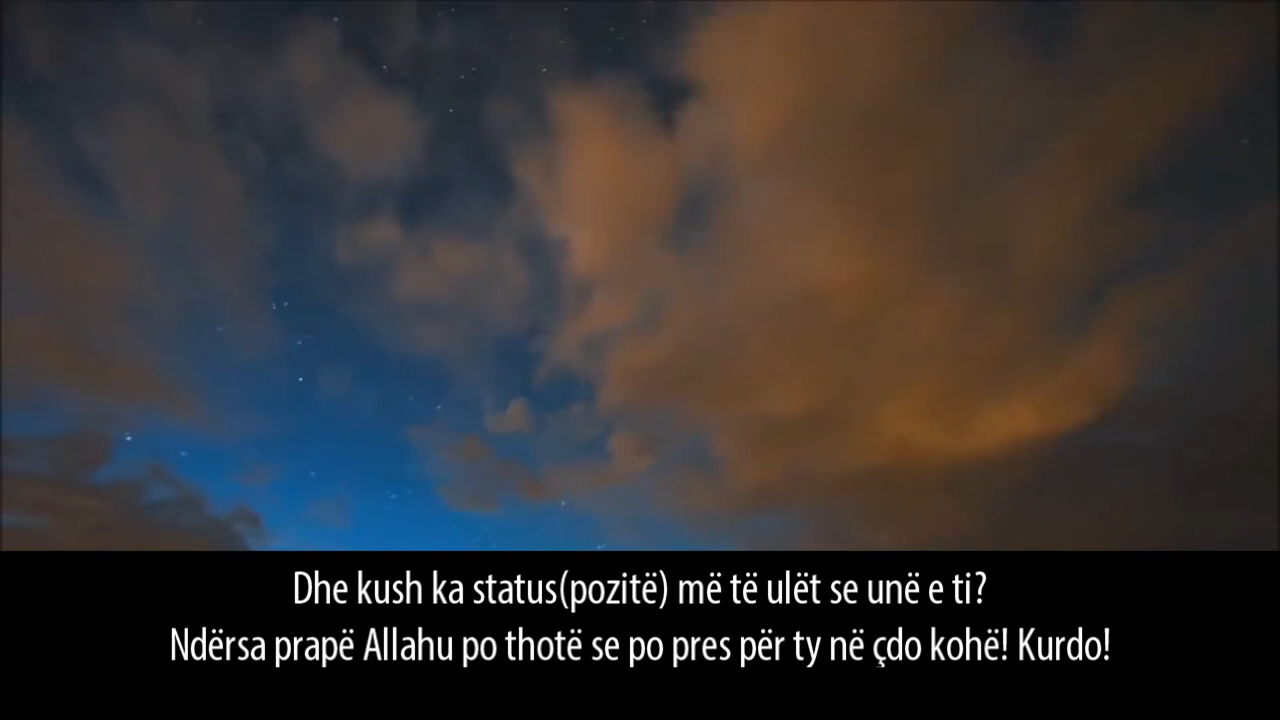 Dhe kush ka status(pozitë) më të ulët se unë e ti?
Ndërsa prapë Allahu po thotë se po pres për ty në çdo kohë! Kurdo!